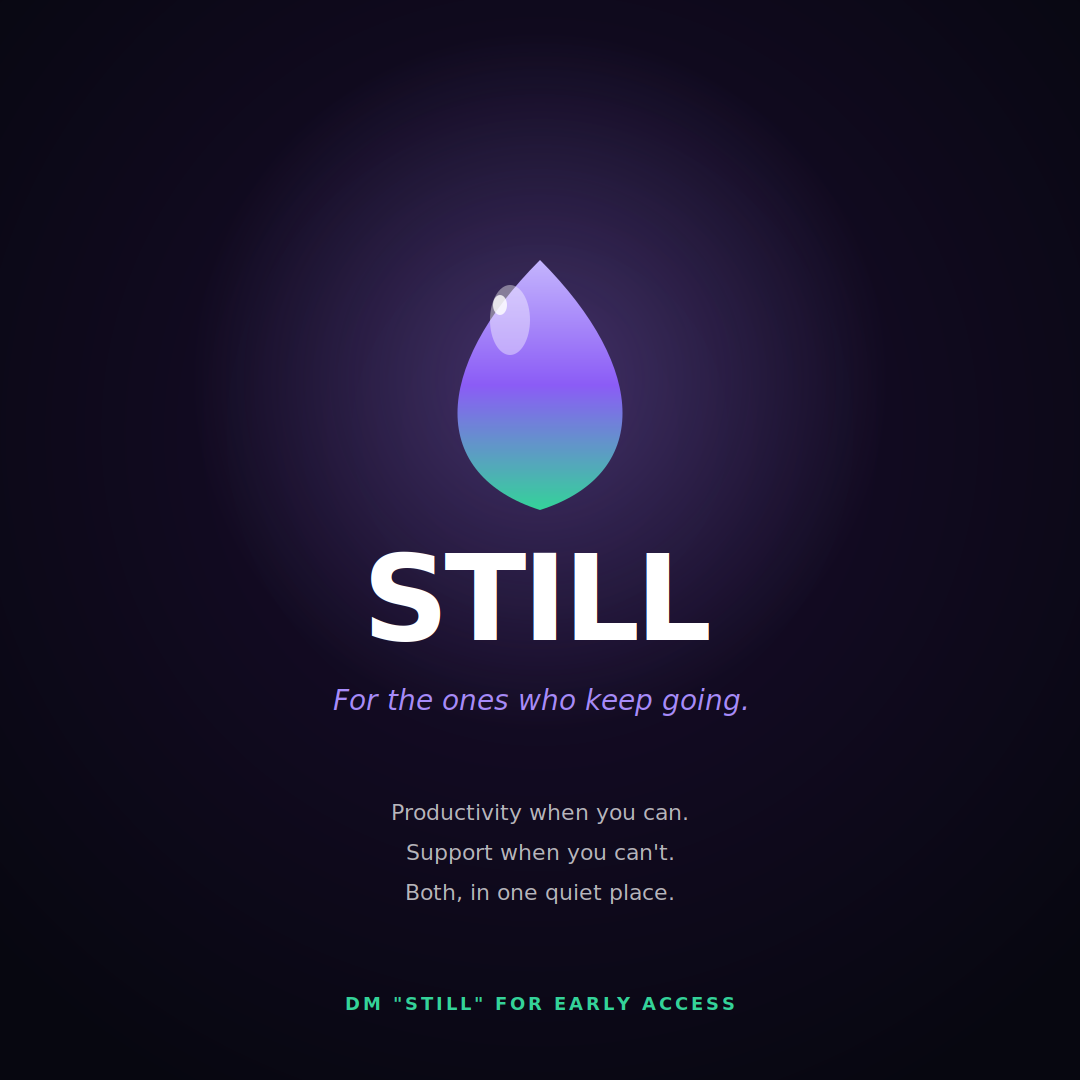 STILL
For the ones who keep going.
Productivity when you can.
Support when you can't.
Both, in one quiet place.
DM "STILL" FOR EARLY ACCESS